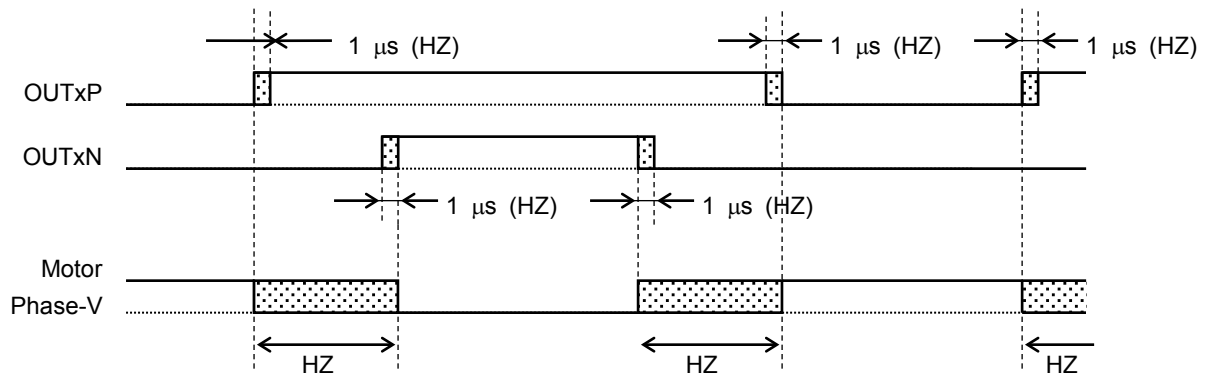 1 μs (HZ)
1 μs (HZ)
1 μs (HZ)
OUTxP
OUTxN
1 μs (HZ)
1 μs (HZ)
Motor
Phase-V
HZ
HZ
HZ